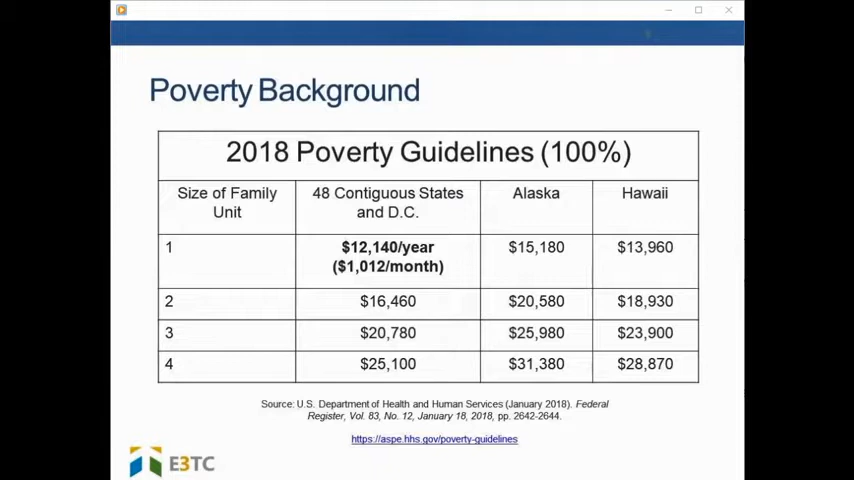 Poverty Background
2018 Poverty Guidelines (100%)
Size of Family Unit
48 Contiguous States and D.C.
Alaska
Hawaii
1
$12,140/year
($1,012/month)
$15,180
$13,960
2
$16,460
$20,580
$18,930
3
$20,780
$25,980
$23,900
4
$25,100
$31,380
$28,870
Source: U.S. Department of Health and Human Services (January 2018). Federal
Register, Vol. 83, No. 12, January 18, 2018, pp. 2642-2644.
https://aspe.hhs.gov/poverty-guidelines
E3TC